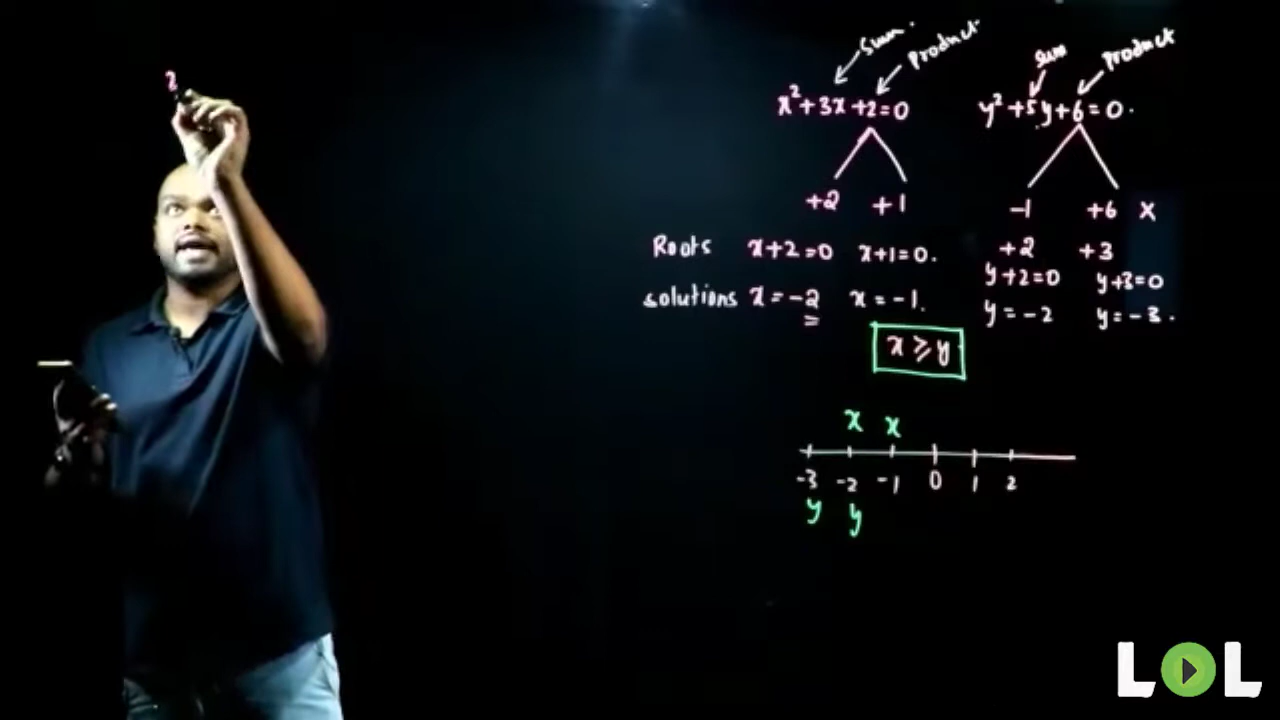 2
sum. Product sum Product
x²+3x+2=0 y²+5y+6=0.
+2 +1 -1 +6 X
Roots x+2=0 x+1=0. +2 +3
y+2=0 y+3=0
solutions x=-2 x=-1. y=-2 y=-3.
x ≥ y
x x
-3 -2 -1 0 1 2
y y
LOL